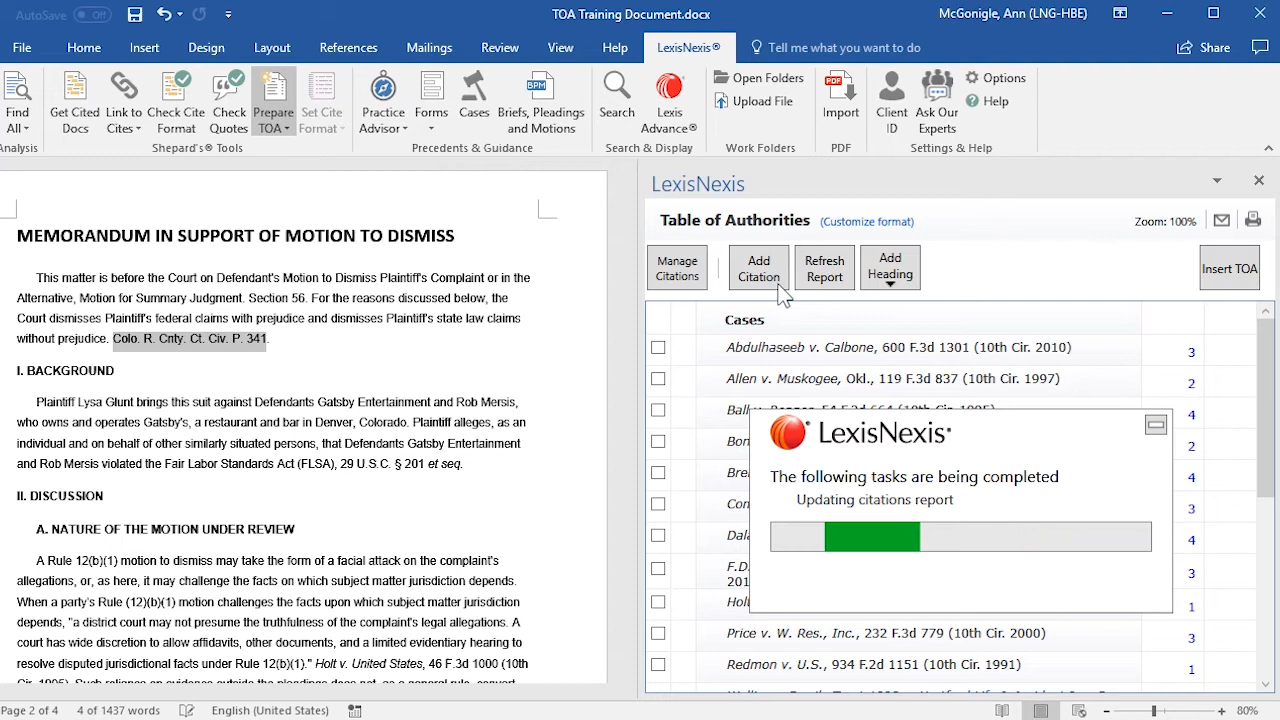 AutoSave Off
TOA Training Document.docx
McGonigle, Ann (LNG-HBE)
File Home Insert Design Layout References Mailings Review View Help LexisNexis® Tell me what you want to do Share
Find All
Get Cited Docs
Link to Cites
Check Cite Format
Check Quotes
Prepare TOA
Set Cite Format
Practice Advisor
Forms
Cases
BPM
Briefs, Pleadings and Motions
Search
Lexis Advance®
Open Folders
Upload File
PDF
Import
Client ID
Ask Our Experts
Options
Help
Analysis
Shepard's® Tools
Precedents & Guidance
Search & Display
Work Folders
PDF
Settings & Help
MEMORANDUM IN SUPPORT OF MOTION TO DISMISS
This matter is before the Court on Defendant's Motion to Dismiss Plaintiff's Complaint or in the
Alternative, Motion for Summary Judgment. Section 56. For the reasons discussed below, the
Court dismisses Plaintiff's federal claims with prejudice and dismisses Plaintiff's state law claims
without prejudice. Colo. R. Cnty. Ct. Civ. P. 341.
I. BACKGROUND
Plaintiff Lysa Glunt brings this suit against Defendants Gatsby Entertainment and Rob Mersis,
who owns and operates Gatsby's, a restaurant and bar in Denver, Colorado. Plaintiff alleges, as an
individual and on behalf of other similarly situated persons, that Defendants Gatsby Entertainment
and Rob Mersis violated the Fair Labor Standards Act (FLSA), 29 U.S.C. § 201 et seq.
II. DISCUSSION
A. NATURE OF THE MOTION UNDER REVIEW
A Rule 12(b)(1) motion to dismiss may take the form of a facial attack on the complaint's
allegations, or, as here, it may challenge the facts on which subject matter jurisdiction depends.
When a party's Rule (12)(b)(1) motion challenges the facts upon which subject matter jurisdiction
depends, "a district court may not presume the truthfulness of the complaint's legal allegations. A
court has wide discretion to allow affidavits, other documents, and a limited evidentiary hearing to
resolve disputed jurisdictional facts under Rule 12(b)(1)." Holt v. United States, 46 F.3d 1000 (10th
LexisNexis
Table of Authorities (Customize format)
Zoom: 100%
Manage Citations
Add Citation
Refresh Report
Add Heading
Insert TOA
Cases
Abdulhaseeb v. Calbone, 600 F.3d 1301 (10th Cir. 2010) 3
Allen v. Muskogee, Okl., 119 F.3d 837 (10th Cir. 1997) 2
4
Bon 2
Bre 4
Con 3
Dala 4
F.D. 3
201
Holt 1
Price v. W. Res., Inc., 232 F.3d 779 (10th Cir. 2000) 3
Redmon v. U.S., 934 F.2d 1151 (10th Cir. 1991) 1
LexisNexis®
The following tasks are being completed
Updating citations report
Page 2 of 4
4 of 1437 words
English (United States)
80%